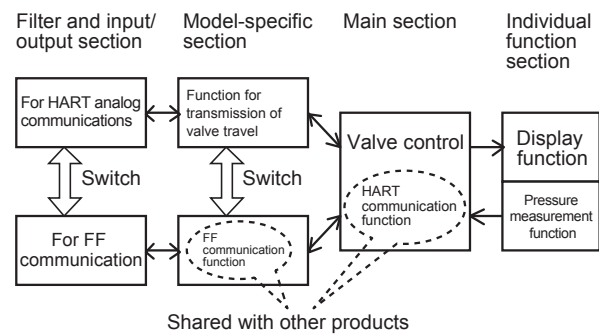 Filter and input/
output section
Model-specific
section
Main section
Individual
function
section
For HART analog
communications
Function for
transmission of
valve travel
Valve control
Display
function
Switch
Switch
HART
communication
function
Pressure
measurement
function
For FF
communication
FF
communication
function
Shared with other products